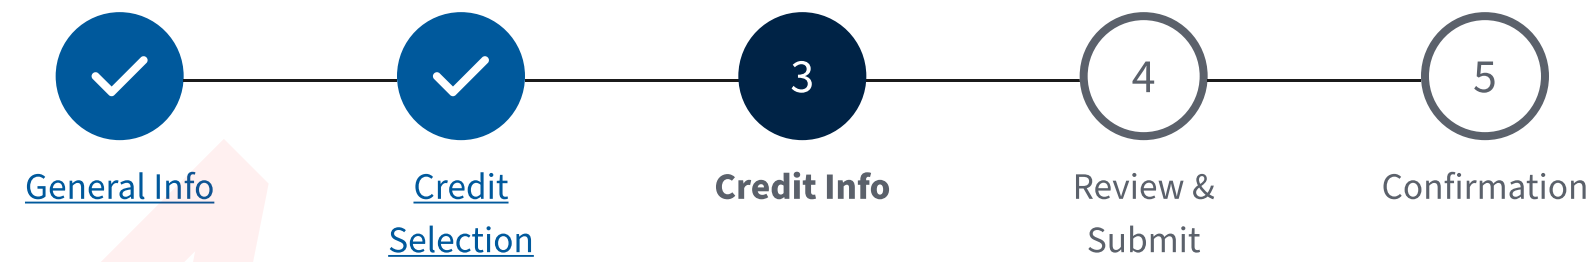 3
4
5
General Info
Credit
Selection
Credit Info
Review &
Submit
Confirmation